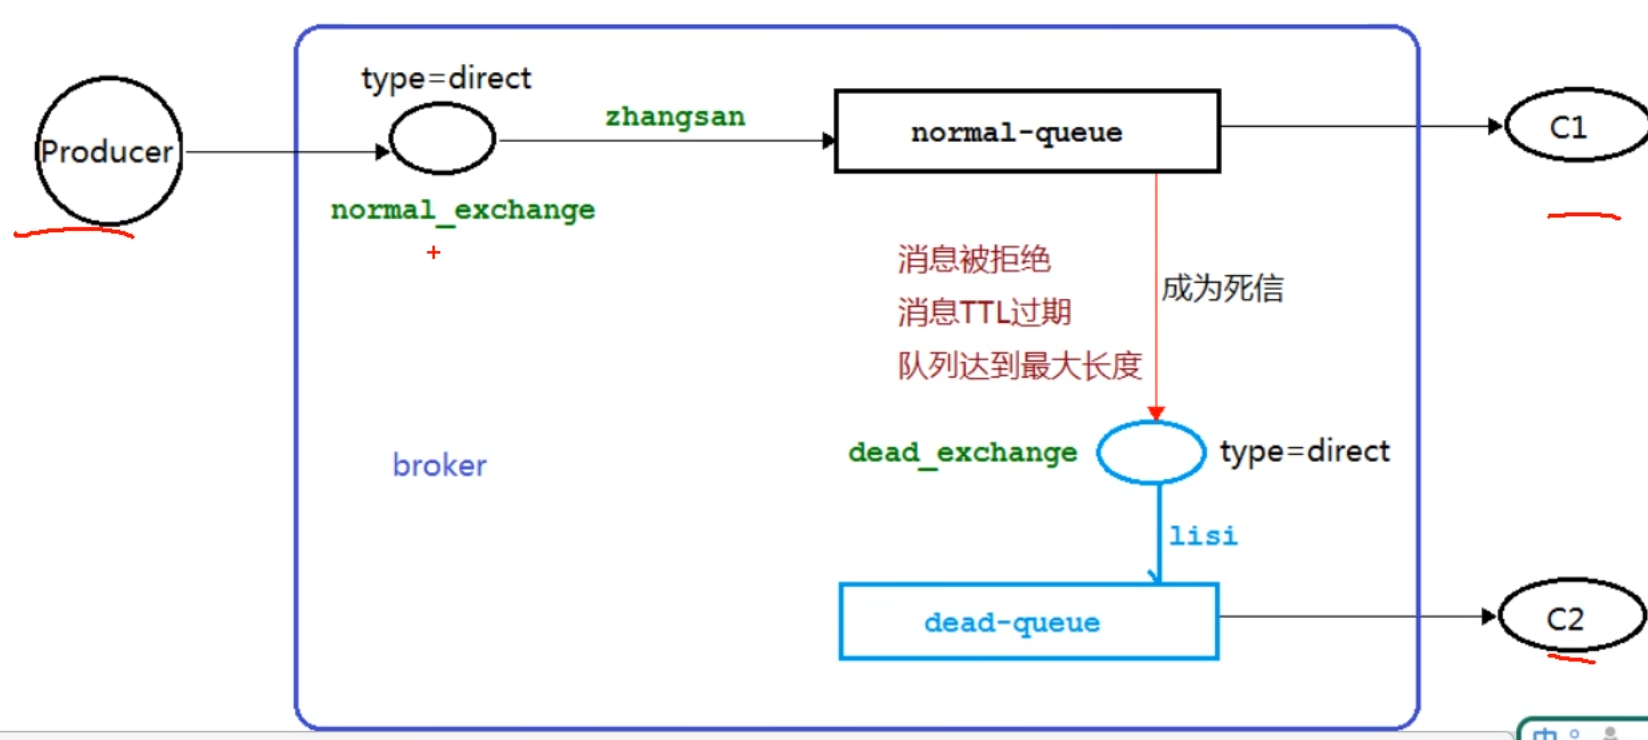 type=direct
zhangsan
normal-queue
C1
Producer
normal_exchange
消息被拒绝
成为死信
消息TTL过期
队列达到最大长度
dead_exchange
type=direct
broker
lisi
dead-queue
C2
中